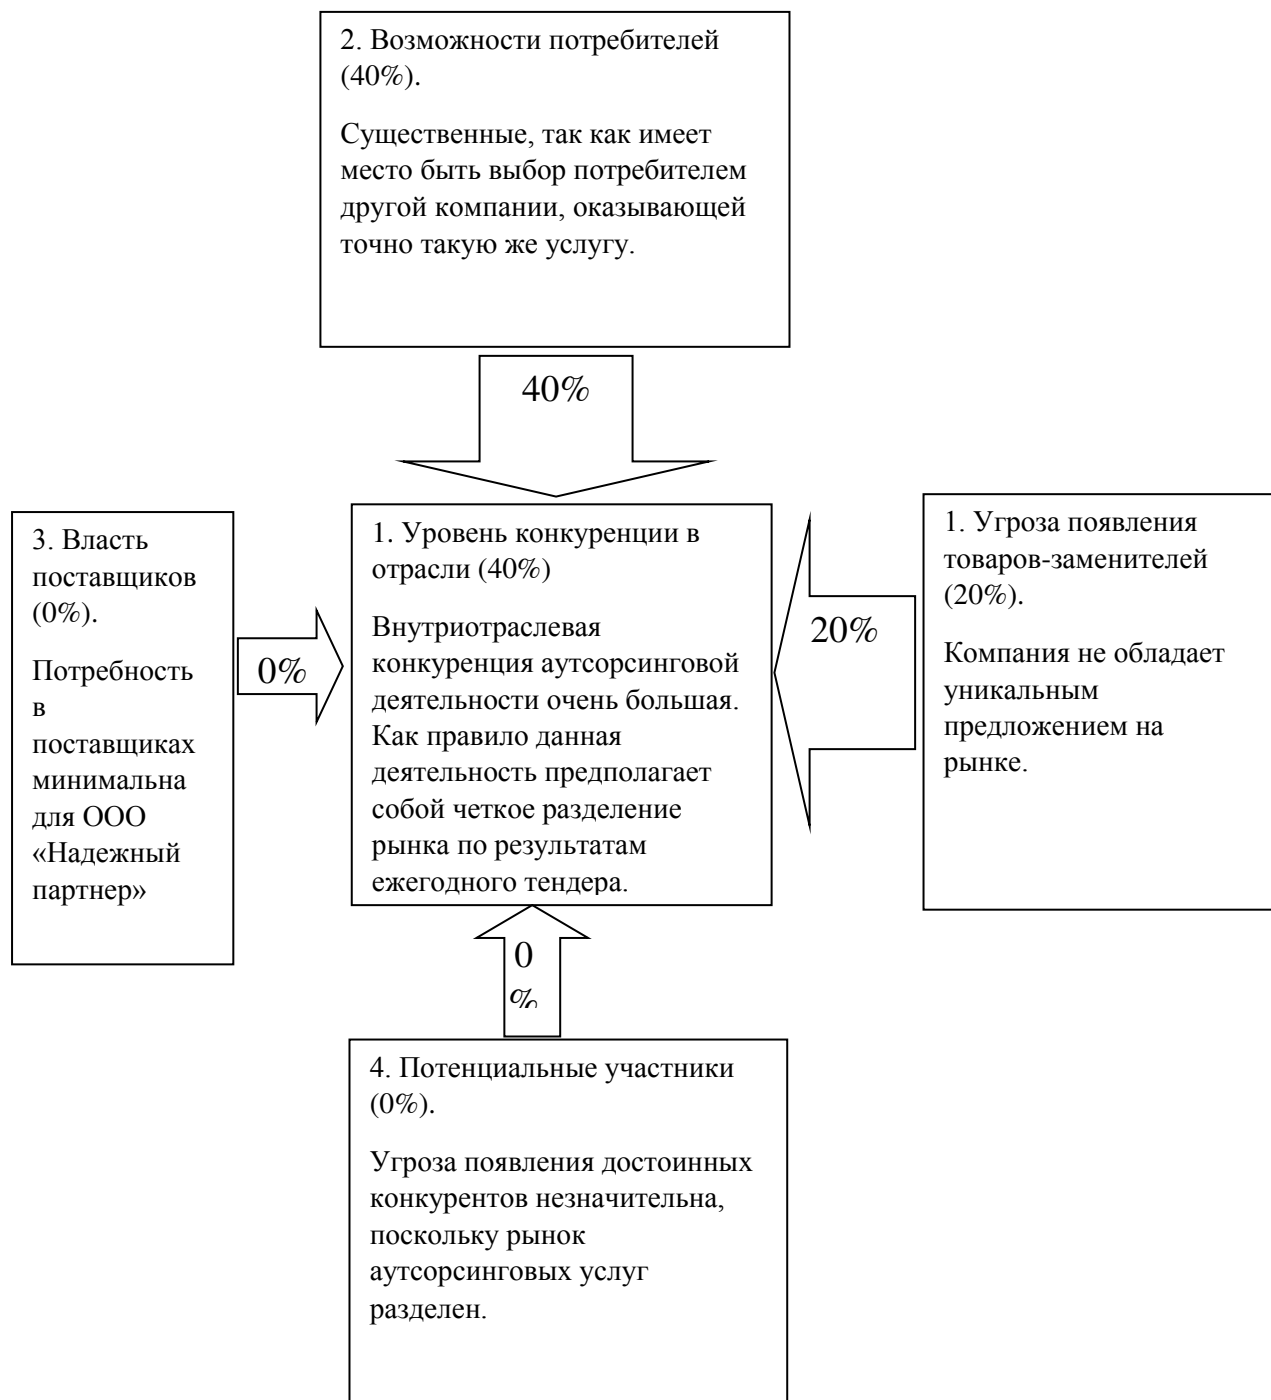 2. Возможности потребителей
(40%).
Существенные, так как имеет
место быть выбор потребителем
другой компании, оказывающей
точно такую же услугу.
40%
3. Власть
поставщиков
(0%).
Потребность
в
поставщиках
минимальна
для ООО
«Надежный
партнер»
0%
1. Уровень конкуренции в
отрасли (40%)
Внутриотраслевая
конкуренция аутсорсинговой
деятельности очень большая.
Как правило данная
деятельность предполагает
собой четкое разделение
рынка по результатам
ежегодного тендера.
20%
1. Угроза появления
товаров-заменителей
(20%).
Компания не обладает
уникальным
предложением на
рынке.
0
%
4. Потенциальные участники
(0%).
Угроза появления достоинных
конкурентов незначительна,
поскольку рынок
аутсорсинговых услуг
разделен.